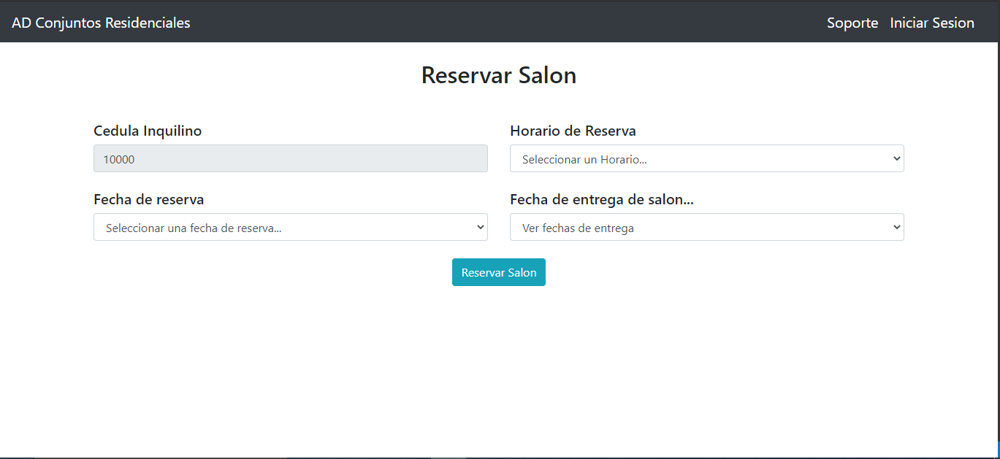 AD Conjuntos Residenciales
Soporte Iniciar Sesion
Reservar Salon
Cedula Inquilino
10000
Horario de Reserva
Seleccionar un Horario...
Fecha de reserva
Seleccionar una fecha de reserva...
Fecha de entrega de salon...
Ver fechas de entrega
Reservar Salon